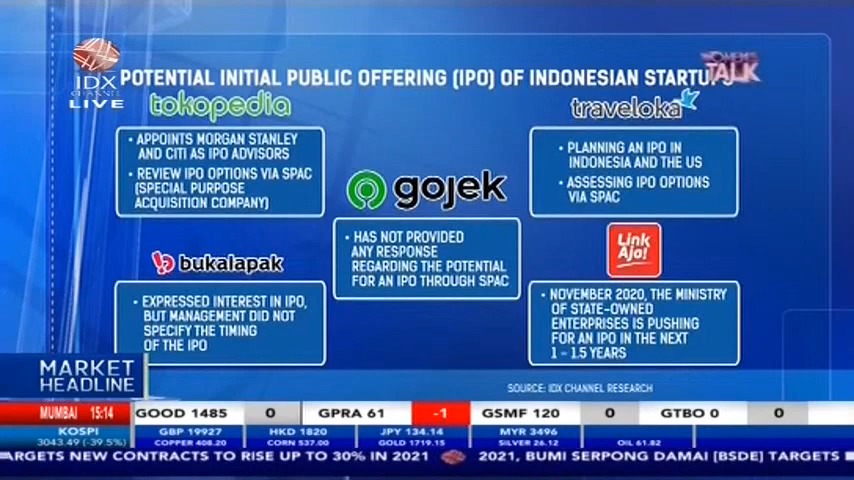 IDX
CHANNEL
LIVE
POTENTIAL INITIAL PUBLIC OFFERING (IPO) OF INDONESIAN STARTUPS
WOMEN'S
TALK
tokopedia
• APPOINTS MORGAN STANLEY
AND CITI AS IPO ADVISORS
• REVIEW IPO OPTIONS VIA SPAC
(SPECIAL PURPOSE
ACQUISITION COMPANY)
traveloka
• PLANNING AN IPO IN
INDONESIA AND THE US
• ASSESSING IPO OPTIONS
VIA SPAC
gojek
• HAS NOT PROVIDED
ANY RESPONSE
REGARDING THE POTENTIAL
FOR AN IPO THROUGH SPAC
bukalapak
• EXPRESSED INTEREST IN IPO,
BUT MANAGEMENT DID NOT
SPECIFY THE TIMING
OF THE IPO
Link
Aja!
• NOVEMBER 2020, THE MINISTRY
OF STATE-OWNED
ENTERPRISES IS PUSHING
FOR AN IPO IN THE NEXT
1 - 1.5 YEARS
MARKET
HEADLINE
SOURCE: IDX CHANNEL RESEARCH
MUMBAI 15:14 GOOD 1485 0 GPRA 61 -1 GSMF 120 0 GTBO 0 0
KOSPI GBP 19927 HKD 1820 JPY 134.14 MYR 3496
3043.49 (-39.5%) COPPER 408.20 CORN 537.00 GOLD 1719.15 SILVER 26.12 OIL 61.82
ARGETS NEW CONTRACTS TO RISE UP TO 30% IN 2021 2021, BUMI SERPONG DAMAI (BSDE) TARGETS